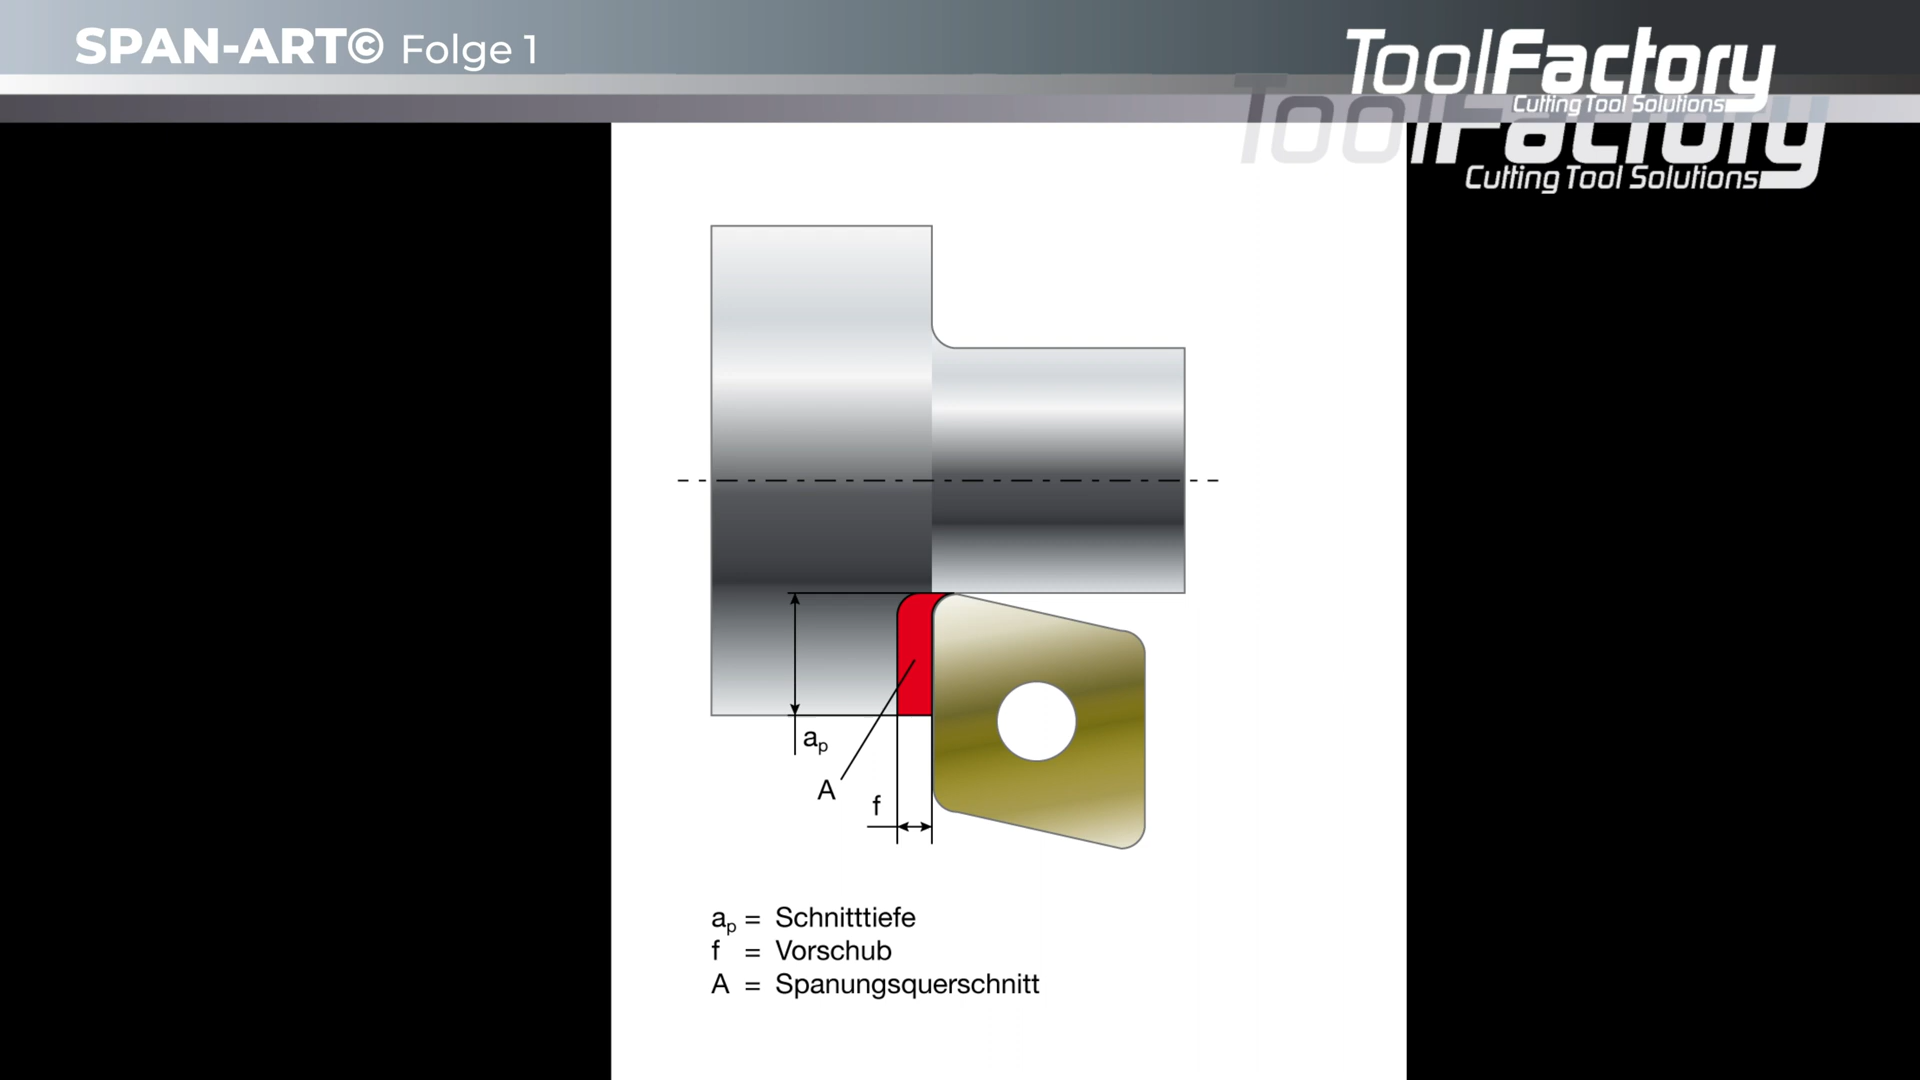 SPAN-ART© Folge 1
ToolFactory
Cutting Tool Solutions
ToolFactory
Cutting Tool Solutions
ap
A
f
ap = Schnitttiefe
f = Vorschub
A = Spanungsquerschnitt